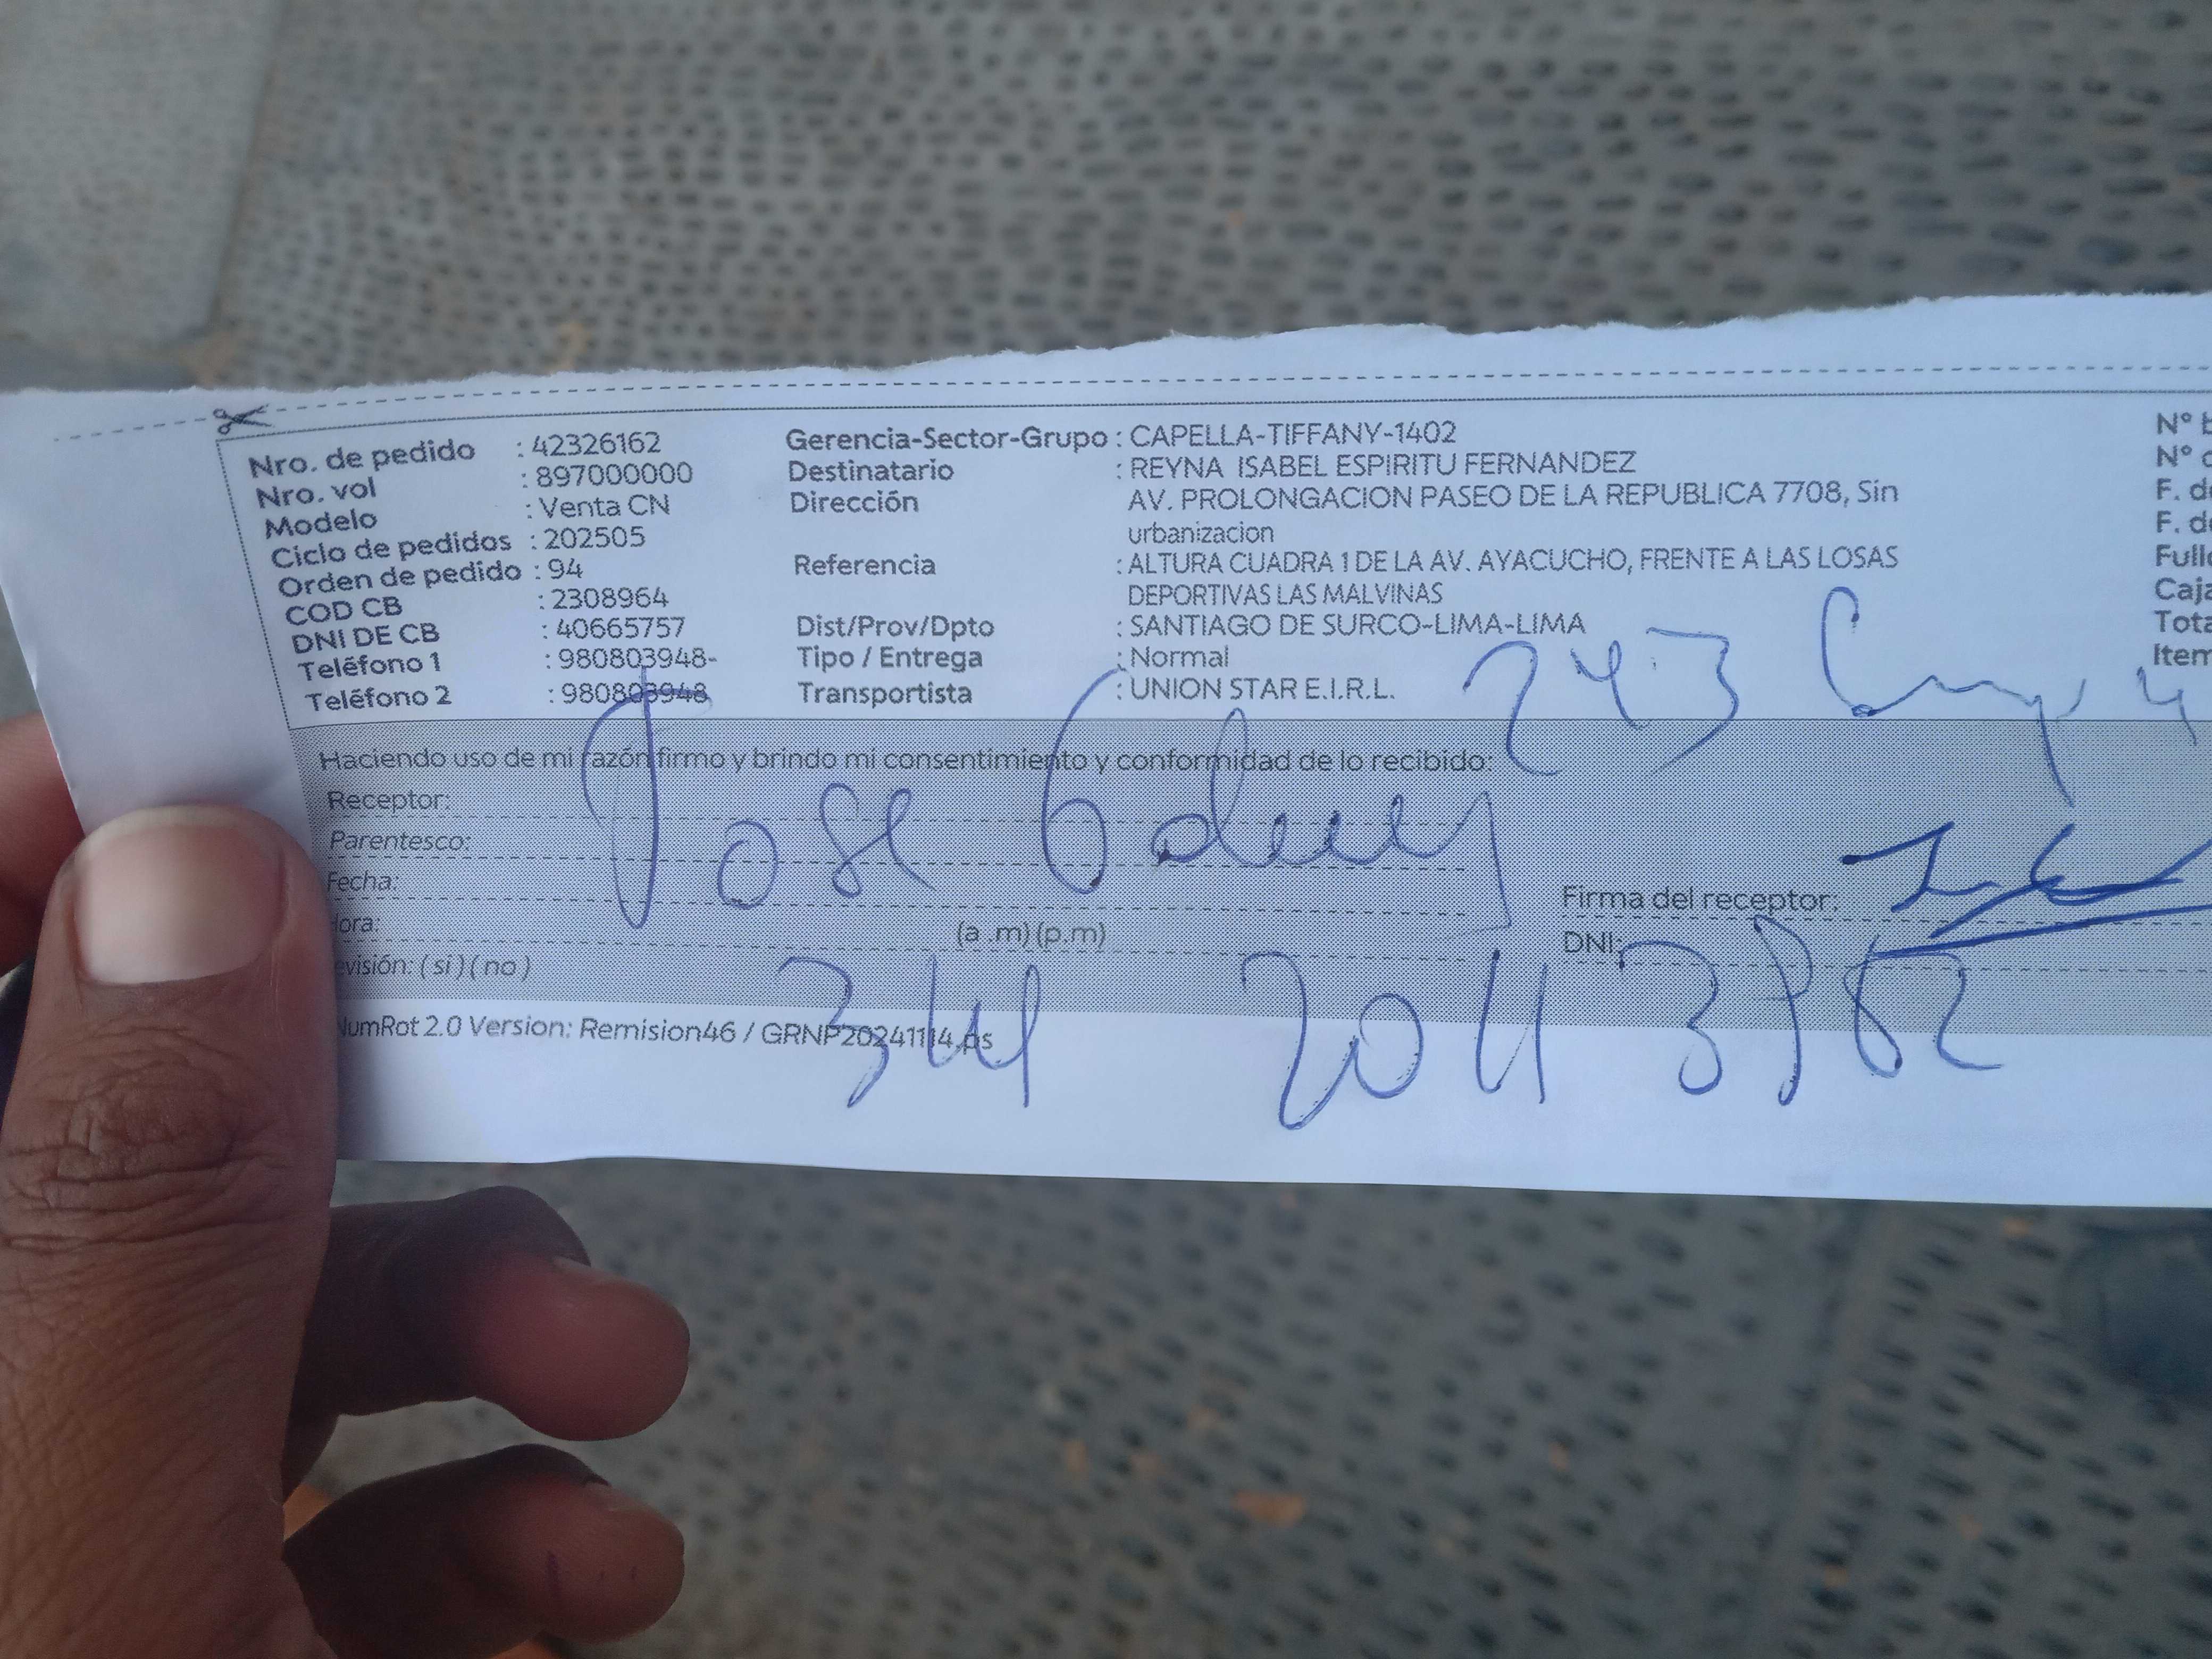 Nro. de pedido : 42326162
Nro. vol : 897000000
Modelo : Venta CN
Ciclo de pedidos : 202505
Orden de pedido : 94
COD CB : 2308964
DNI DE CB : 40665757
Teléfono 1 : 980803948-
Teléfono 2 : 980803948
Gerencia-Sector-Grupo : CAPELLA-TIFFANY-1402
Destinatario : REYNA ISABEL ESPIRITU FERNANDEZ
Dirección AV. PROLONGACION PASEO DE LA REPUBLICA 7708, Sin
urbanizacion
Referencia : ALTURA CUADRA 1 DE LA AV. AYACUCHO, FRENTE A LAS LOSAS
DEPORTIVAS LAS MALVINAS
Dist/Prov/Dpto : SANTIAGO DE SURCO-LIMA-LIMA
Tipo / Entrega : Normal
Transportista : UNION STAR E.I.R.L.
Nº
Nº
F.
F.
Haciendo uso de mi razón firmo y brindo mi consentimiento y conformidad de lo recibido:
Receptor:
Jose
Parentesco:
Fecha:
(a .m) (p.m)
( si ) ( no )
Firma del receptor:
DNI:
2.0 Version: Remision46 / GRNP20241114.ps